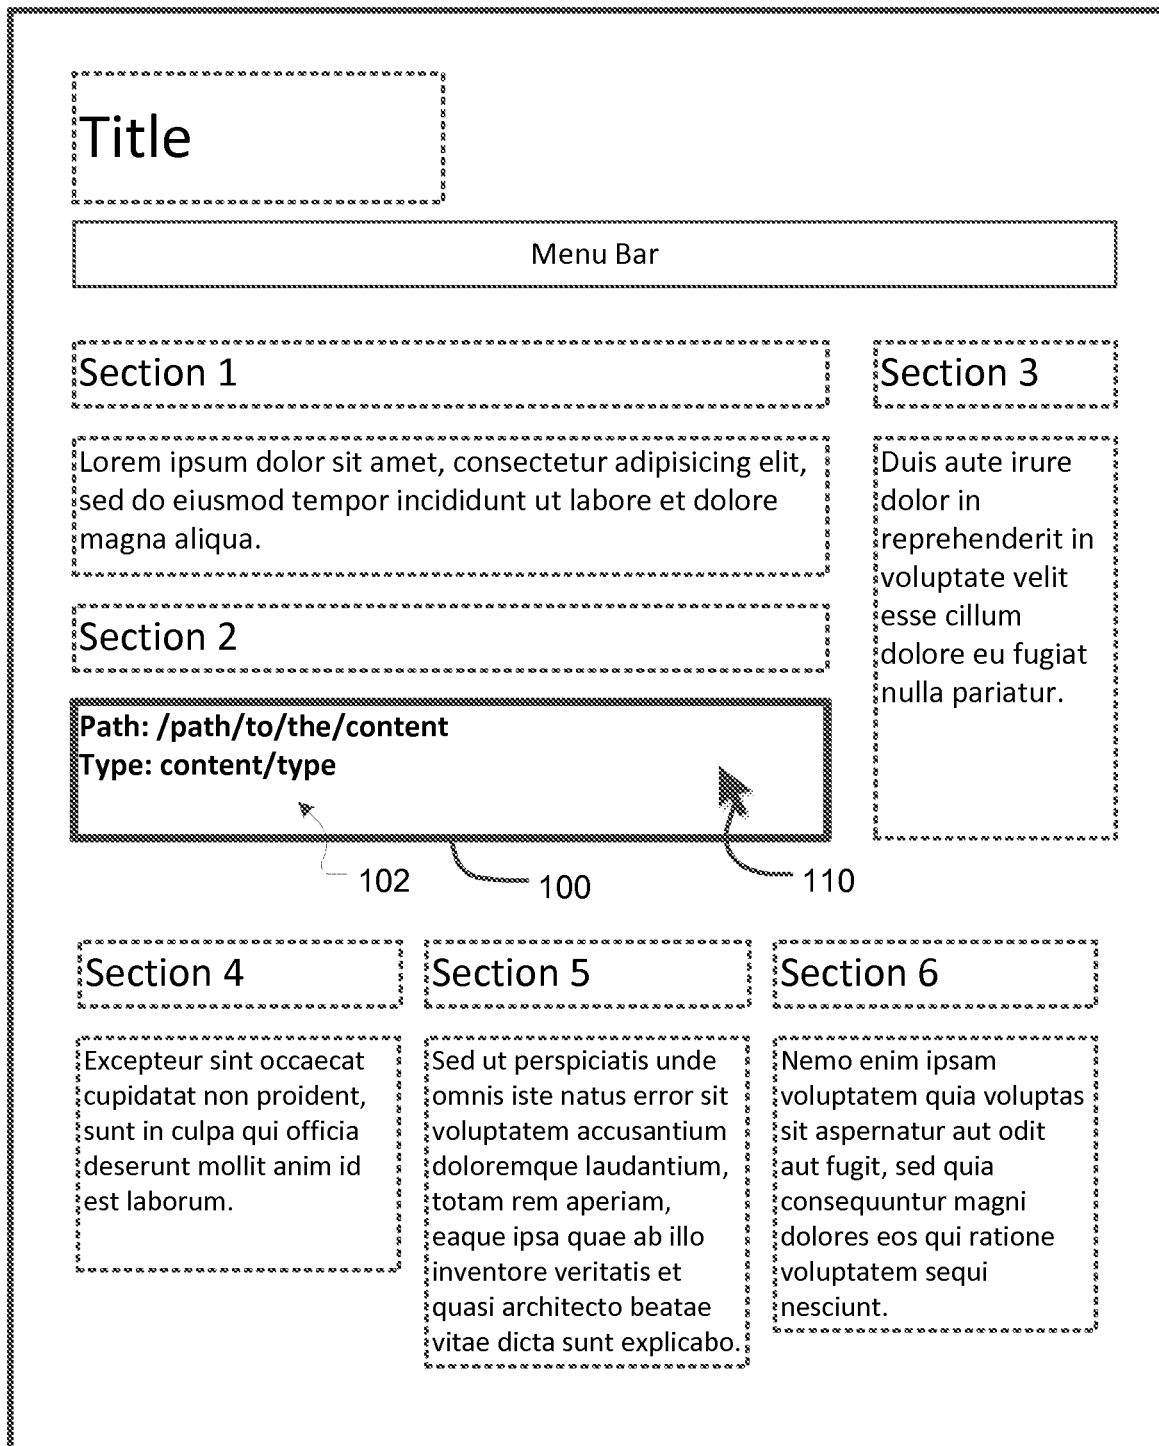 Title
Menu Bar
Section 1
Lorem ipsum dolor sit amet, consectetur adipisicing elit,
sed do eiusmod tempor incididunt ut labore et dolore
magna aliqua.
Section 2
Path: /path/to/the/content
Type: content/type
102
100
110
Section 3
Duis aute irure
dolor in
reprehenderit in
voluptate velit
esse cillum
dolore eu fugiat
nulla pariatur.
Section 4
Excepteur sint occaecat
cupidatat non proident,
sunt in culpa qui officia
deserunt mollit anim id
est laborum.
Section 5
Sed ut perspiciatis unde
omnis iste natus error sit
voluptatem accusantium
doloremque laudantium,
totam rem aperiam,
eaque ipsa quae ab illo
inventore veritatis et
quasi architecto beatae
vitae dicta sunt explicabo.
Section 6
Nemo enim ipsam
voluptatem quia voluptas
sit aspernatur aut odit
aut fugit, sed quia
consequuntur magni
dolores eos qui ratione
voluptatem sequi
nesciunt.